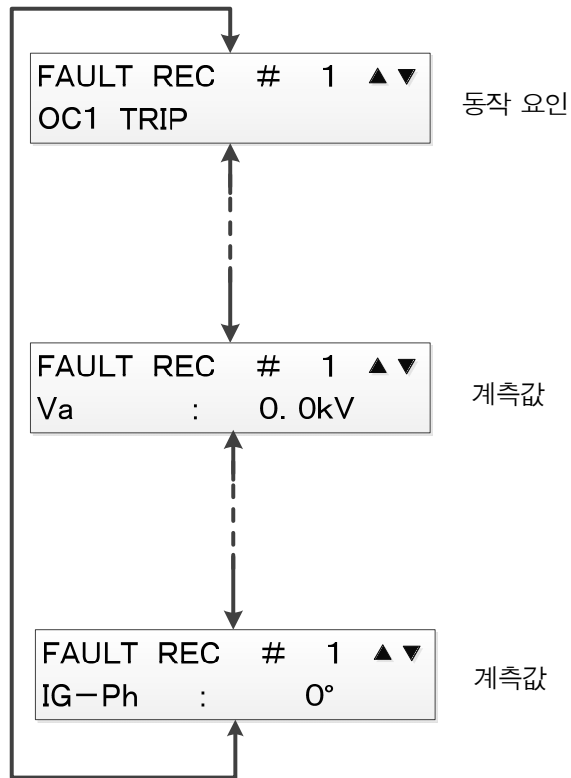 FAULT REC # 1 ▲▼
OC1 TRIP
동작 요인
FAULT REC # 1 ▲▼
Va : 0.0kV
계측값
FAULT REC # 1 ▲▼
IG-Ph : 0°
계측값